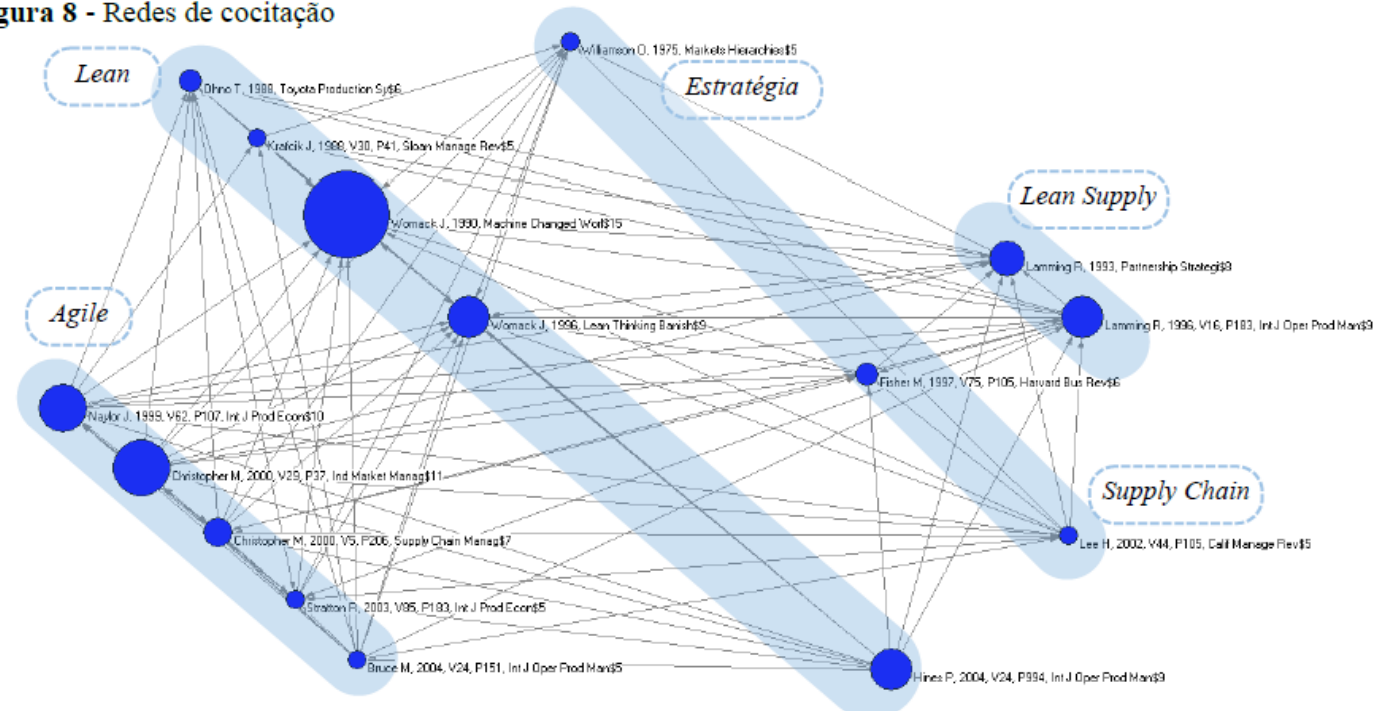 gura 8 - Redes de cocitação
Williamson O, 1975, Markets Hierarchies$5
Lean
Estratégia
Ohno T, 1988, Toyota Production Sy$6
Krafcik J, 1988, V30, P41, Sloan Manage Rev$5
Lean Supply
Womack J, 1990, Machine Changed Worl$15
Lamming R, 1993, Partnership Strategi$8
Agile
Womack J, 1996, Lean Thinking Banish$9
Lamming R, 1996, V16, P183, Int J Oper Prod Man$9
Fisher M, 1997, V75, P105, Harvard Bus Rev$6
Naylor J, 1999, V62, P107, Int J Prod Econ$10
Christopher M, 2000, V29, P37, Ind Market Manag$11
Supply Chain
Christopher M, 2000, V5, P206, Supply Chain Manag$7
Lee H, 2002, V44, P105, Calif Manage Rev$5
Stratton R, 2003, V85, P183, Int J Prod Econ$5
Bruce M, 2004, V24, P151, Int J Oper Prod Man$5
Hines P, 2004, V24, P994, Int J Oper Prod Man$9